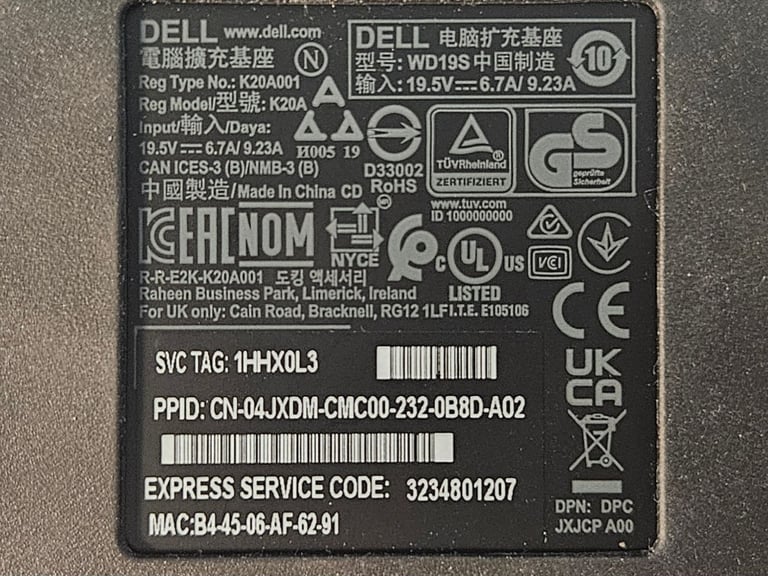 DELL www.dell.com
電腦擴充基座 N
Reg Type No.: K20A001
Reg Model/型號: K20A
Input/輸入/Daya:
19.5V⎓6.7A/ 9.23A
CAN ICES-3 (B)/NMB-3 (B)
中國製造/Made In China CD
DELL 电脑扩充基座
型号: WD19S 中国制造
输入: 19.5V⎓6.7A/ 9.23A
10
И005 19
D33002
RoHS
TÜVRheinland®
ZERTIFIZIERT
GS
geprüfte
Sicherheit
www.tuv.com
ID 1000000000
KC EAC NOM
NYCE
MR
C UL US
LISTED
I.T.E. E105106
VCI
R-R-E2K-K20A001 도킹 액세서리
Raheen Business Park, Limerick, Ireland
For UK only: Cain Road, Bracknell, RG12 1LF
CE
UK
CA
SVC TAG: 1HHX0L3
PPID: CN-04JXDM-CMC00-232-0B8D-A02
EXPRESS SERVICE CODE: 3234801207
MAC:B4-45-06-AF-62-91
DPN: DPC
JXJCP A00